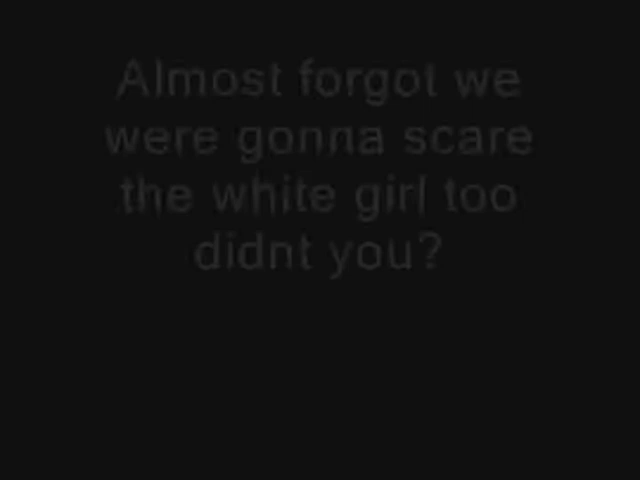 Almost forgot we
were gonna scare
the white girl too
didnt you?